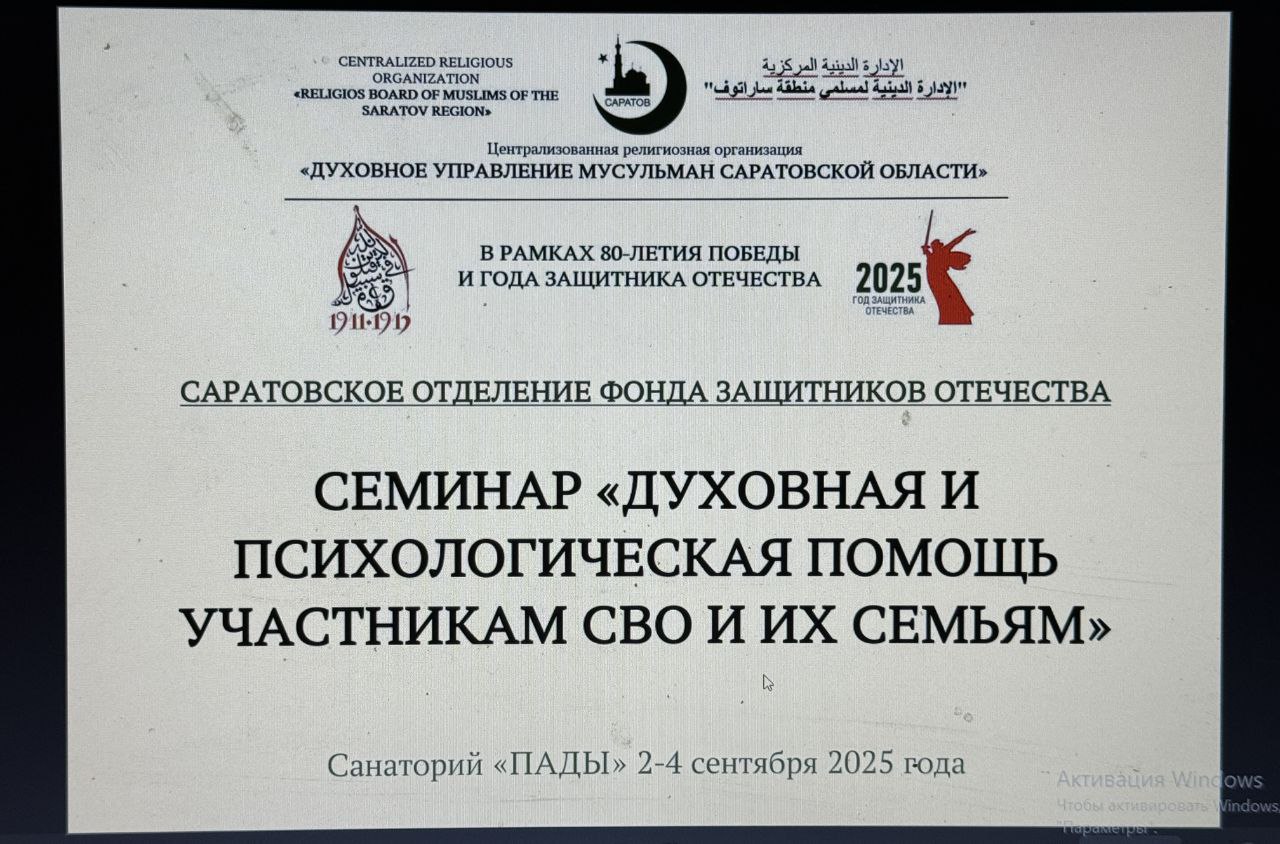 CENTRALIZED RELIGIOUS
ORGANIZATION
«RELIGIOS BOARD OF MUSLIMS OF THE
SARATOV REGION»
САРАТОВ
الإدارة الدينية المركزية
"الإدارة الدينية لمسلمي منطقة ساراتوف"
Централизованная религиозная организация
«ДУХОВНОЕ УПРАВЛЕНИЕ МУСУЛЬМАН САРАТОВСКОЙ ОБЛАСТИ»
В РАМКАХ 80-ЛЕТИЯ ПОБЕДЫ
И ГОДА ЗАЩИТНИКА ОТЕЧЕСТВА
2025
ГОД ЗАЩИТНИКА
ОТЕЧЕСТВА
САРАТОВСКОЕ ОТДЕЛЕНИЕ ФОНДА ЗАЩИТНИКОВ ОТЕЧЕСТВА
СЕМИНАР «ДУХОВНАЯ И
ПСИХОЛОГИЧЕСКАЯ ПОМОЩЬ
УЧАСТНИКАМ СВО И ИХ СЕМЬЯМ»
Санаторий «ПАДЫ» 2-4 сентября 2025 года
Активация Windows
Чтобы активировать Windows,
"Параметры".